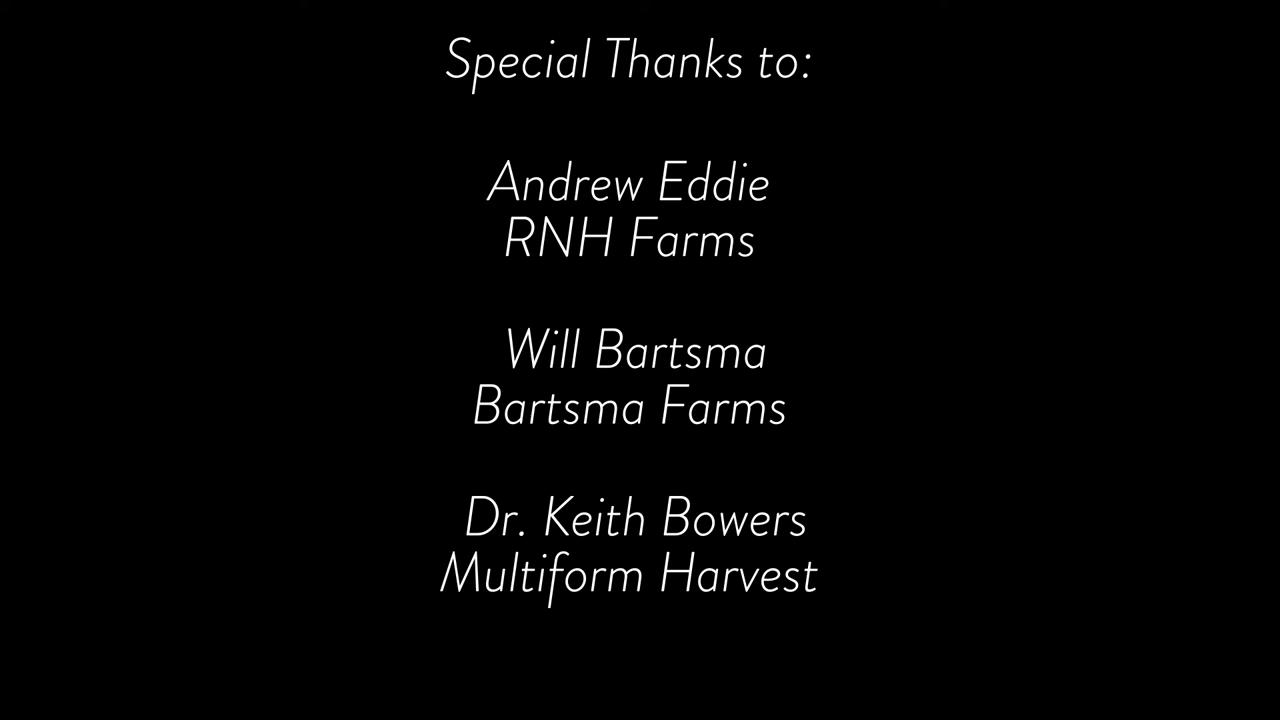 Special Thanks to:
Andrew Eddie
RNH Farms
Will Bartsma
Bartsma Farms
Dr. Keith Bowers
Multiform Harvest